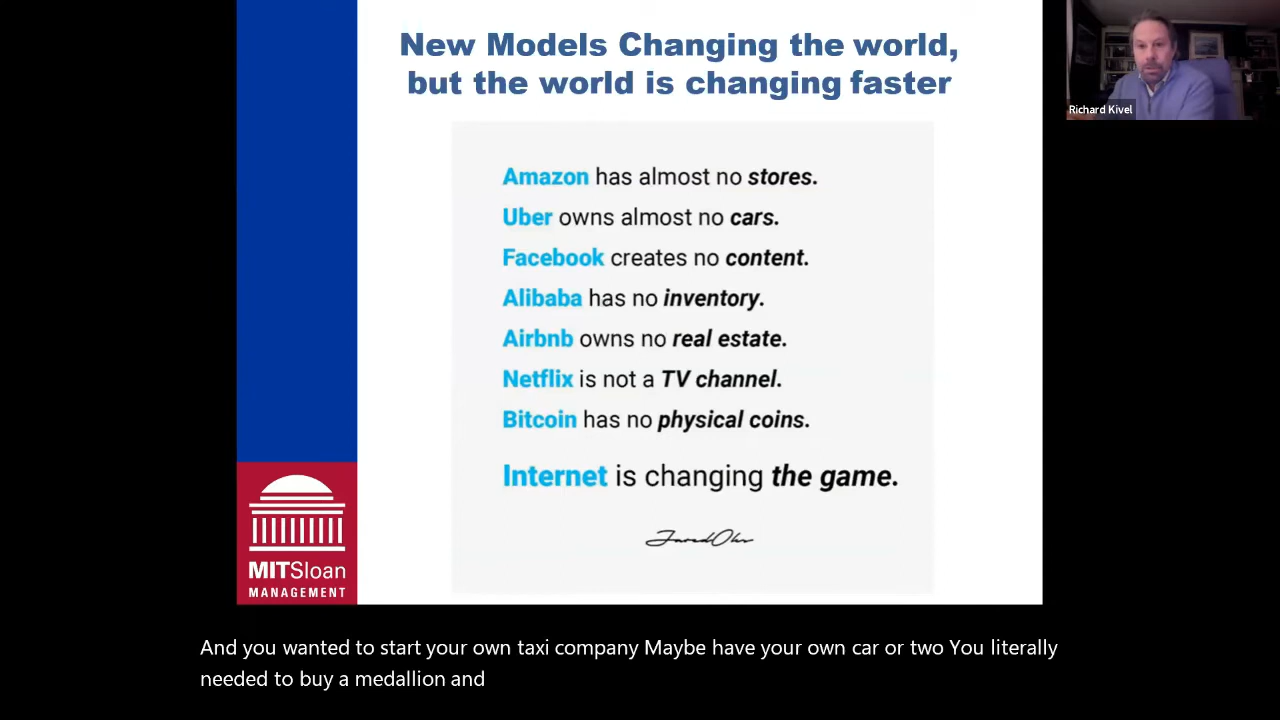 New Models Changing the world,
but the world is changing faster
Richard Kivel
Amazon has almost no stores.
Uber owns almost no cars.
Facebook creates no content.
Alibaba has no inventory.
Airbnb owns no real estate.
Netflix is not a TV channel.
Bitcoin has no physical coins.
Internet is changing the game.
MITSloan
MANAGEMENT
And you wanted to start your own taxi company Maybe have your own car or two You literally
needed to buy a medallion and